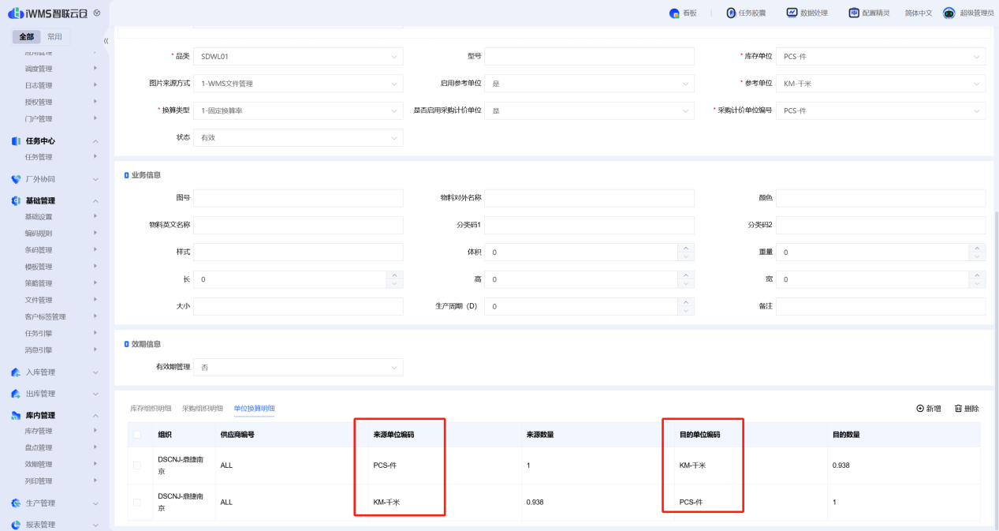 iWMS智联云仓
看板
任务胶囊
数据处理
配置精灵
简体中文
超级管理员
全部
常用
应用管理
调度管理
日志管理
授权管理
门户管理
任务中心
任务管理
厂外协同
基础管理
基础设置
编码规则
条码管理
模板管理
策略管理
文件管理
客户标签管理
任务引擎
消息引擎
入库管理
出库管理
库内管理
库存管理
盘点管理
效期管理
列印管理
生产管理
报表管理
* 品类 SDWL01 型号 * 库存单位 PCS-件
图片来源方式 1-WMS文件管理 启用参考单位 是 * 参考单位 KM-千米
* 换算类型 1-固定换算率 是否启用采购计价单位 是 * 采购计价单位编号 PCS-件
状态 有效
业务信息
图号 物料对外名称 颜色
物料英文名称 分类码1 分类码2
样式 体积 0 重量 0
长 0 高 0 宽 0
大小 生产周期（D） 0 备注
效期信息
有效期管理 否
库存组织明细 采购组织明细 单位换算明细 新增 删除
组织 供应商编号 来源单位编码 来源数量 目的单位编码 目的数量
DSCNJ-鼎捷南京 ALL PCS-件 1 KM-千米 0.938
DSCNJ-鼎捷南京 ALL KM-千米 0.938 PCS-件 1